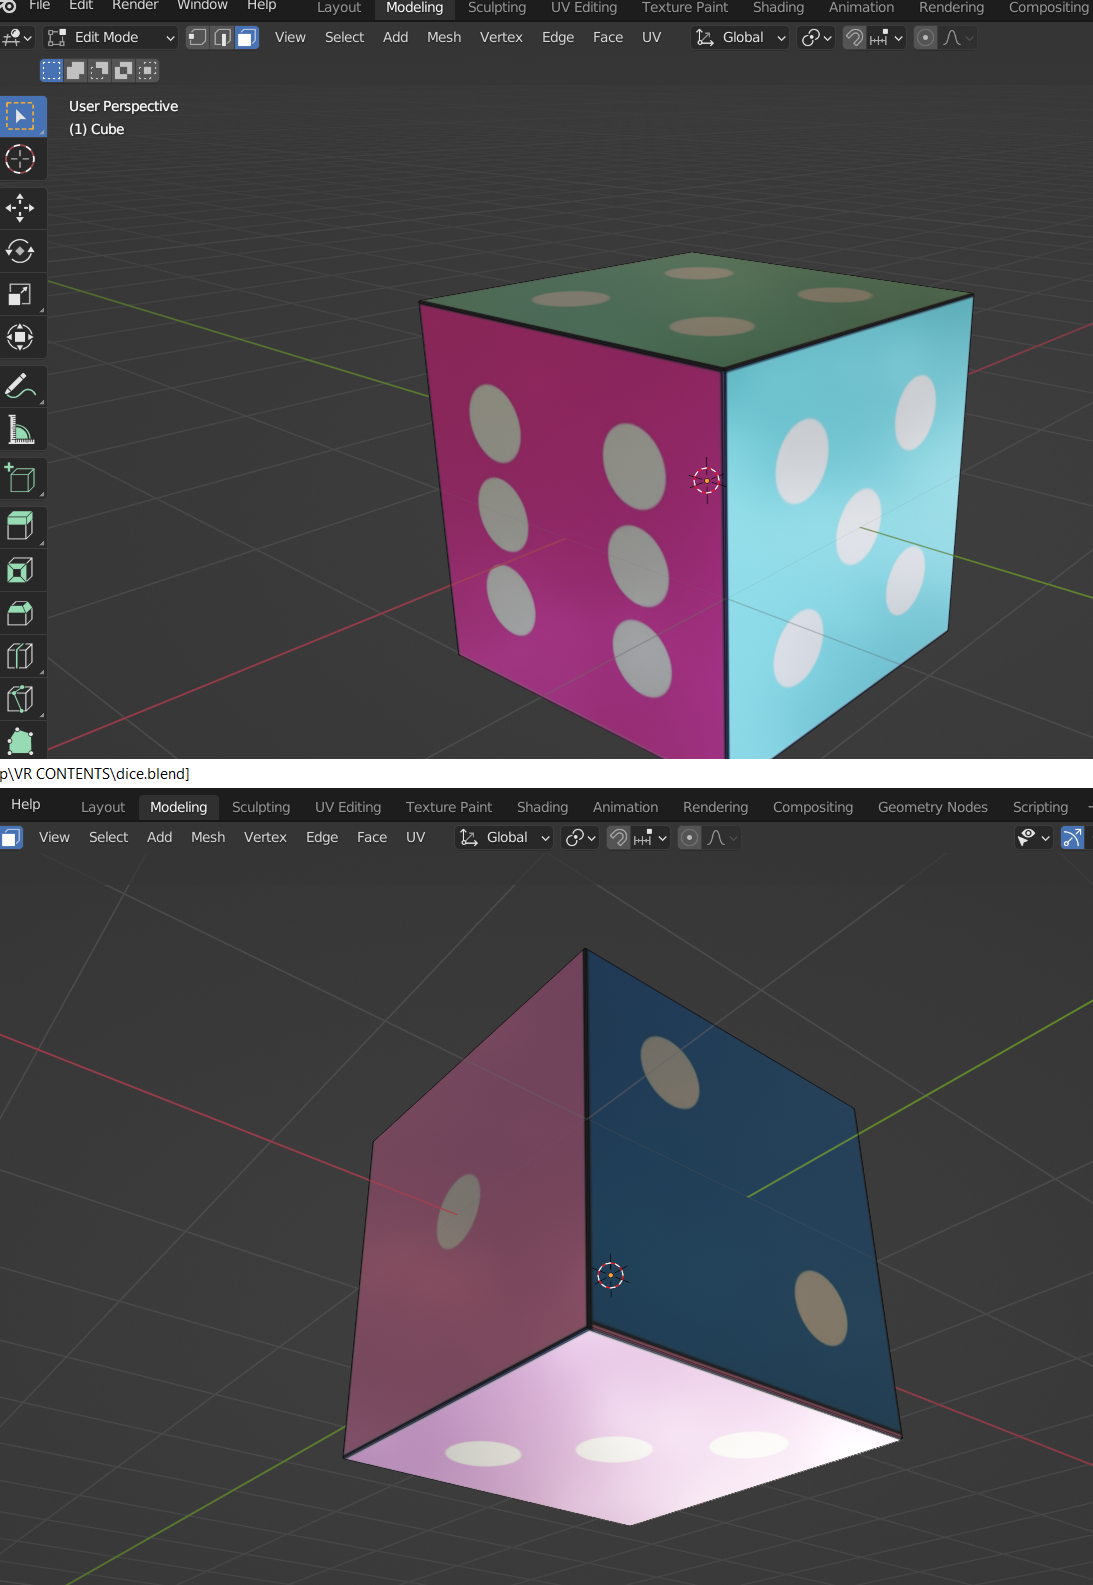 File Edit Render Window Help Layout Modeling Sculpting UV Editing Texture Paint Shading Animation Rendering Compositing
Edit Mode View Select Add Mesh Vertex Edge Face UV Global
User Perspective
(1) Cube
p\VR CONTENTS\dice.blend]
Help Layout Modeling Sculpting UV Editing Texture Paint Shading Animation Rendering Compositing Geometry Nodes Scripting
View Select Add Mesh Vertex Edge Face UV Global